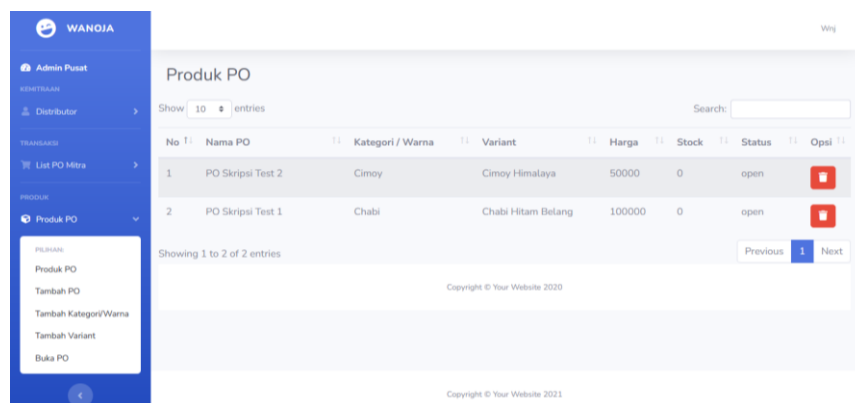 WANOJA
Wnj
Admin Pusat
KEMITRAAN
Distributor
TRANSAKSI
List PO Mitra
PRODUK
Produk PO
PILIHAN:
Produk PO
Tambah PO
Tambah Kategori/Warna
Tambah Variant
Buka PO
Produk PO
Show 10 entries
Search:
No Nama PO Kategori / Warna Variant Harga Stock Status Opsi
1 PO Skripsi Test 2 Cimoy Cimoy Himalaya 50000 0 open
2 PO Skripsi Test 1 Chabi Chabi Hitam Belang 100000 0 open
Showing 1 to 2 of 2 entries
Previous 1 Next
Copyright © Your Website 2020
Copyright © Your Website 2021